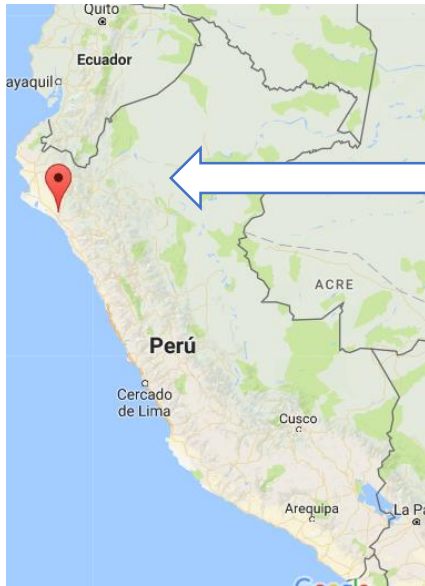 Quito
Ecuador
ayaquil
ACRE
Perú
Cercado
de Lima
Cusco
Arequipa
La Pa